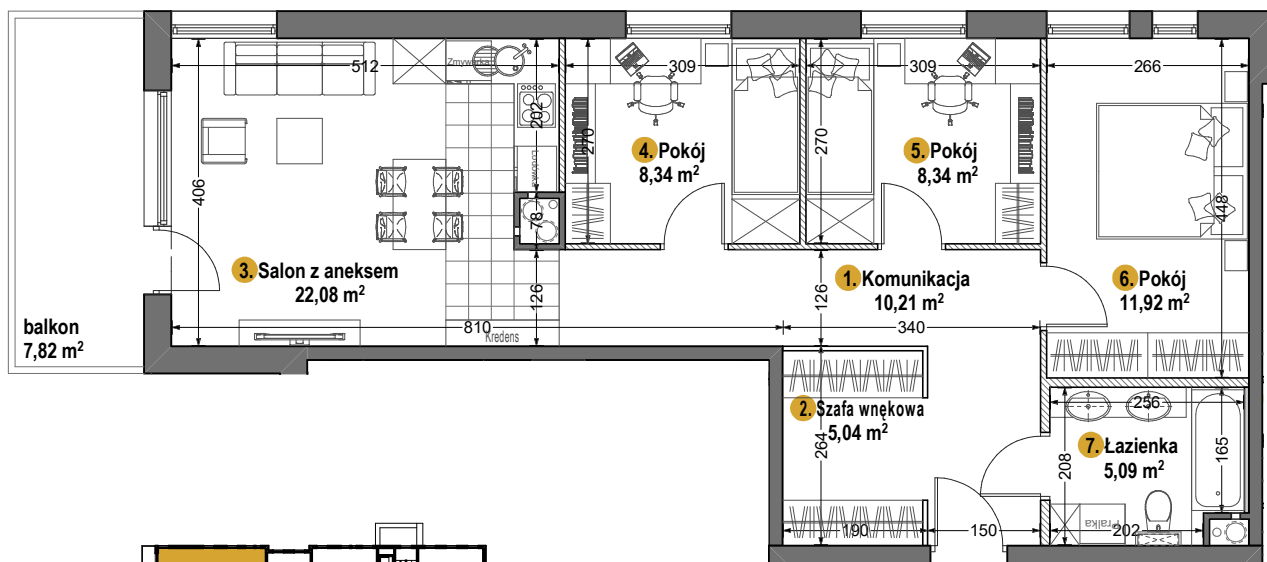 512
309
309
266
Zmywarka
202
270
270
4. Pokój
8,34 m²
5. Pokój
8,34 m²
Lodówka
406
448
78
3. Salon z aneksem
22,08 m²
126
126
1. Komunikacja
10,21 m²
6. Pokój
11,92 m²
balkon
7,82 m²
810
340
Kredens
2. Szafa wnękowa
5,04 m²
264
256
165
208
7. Łazienka
5,09 m²
Pralka
190
150
202